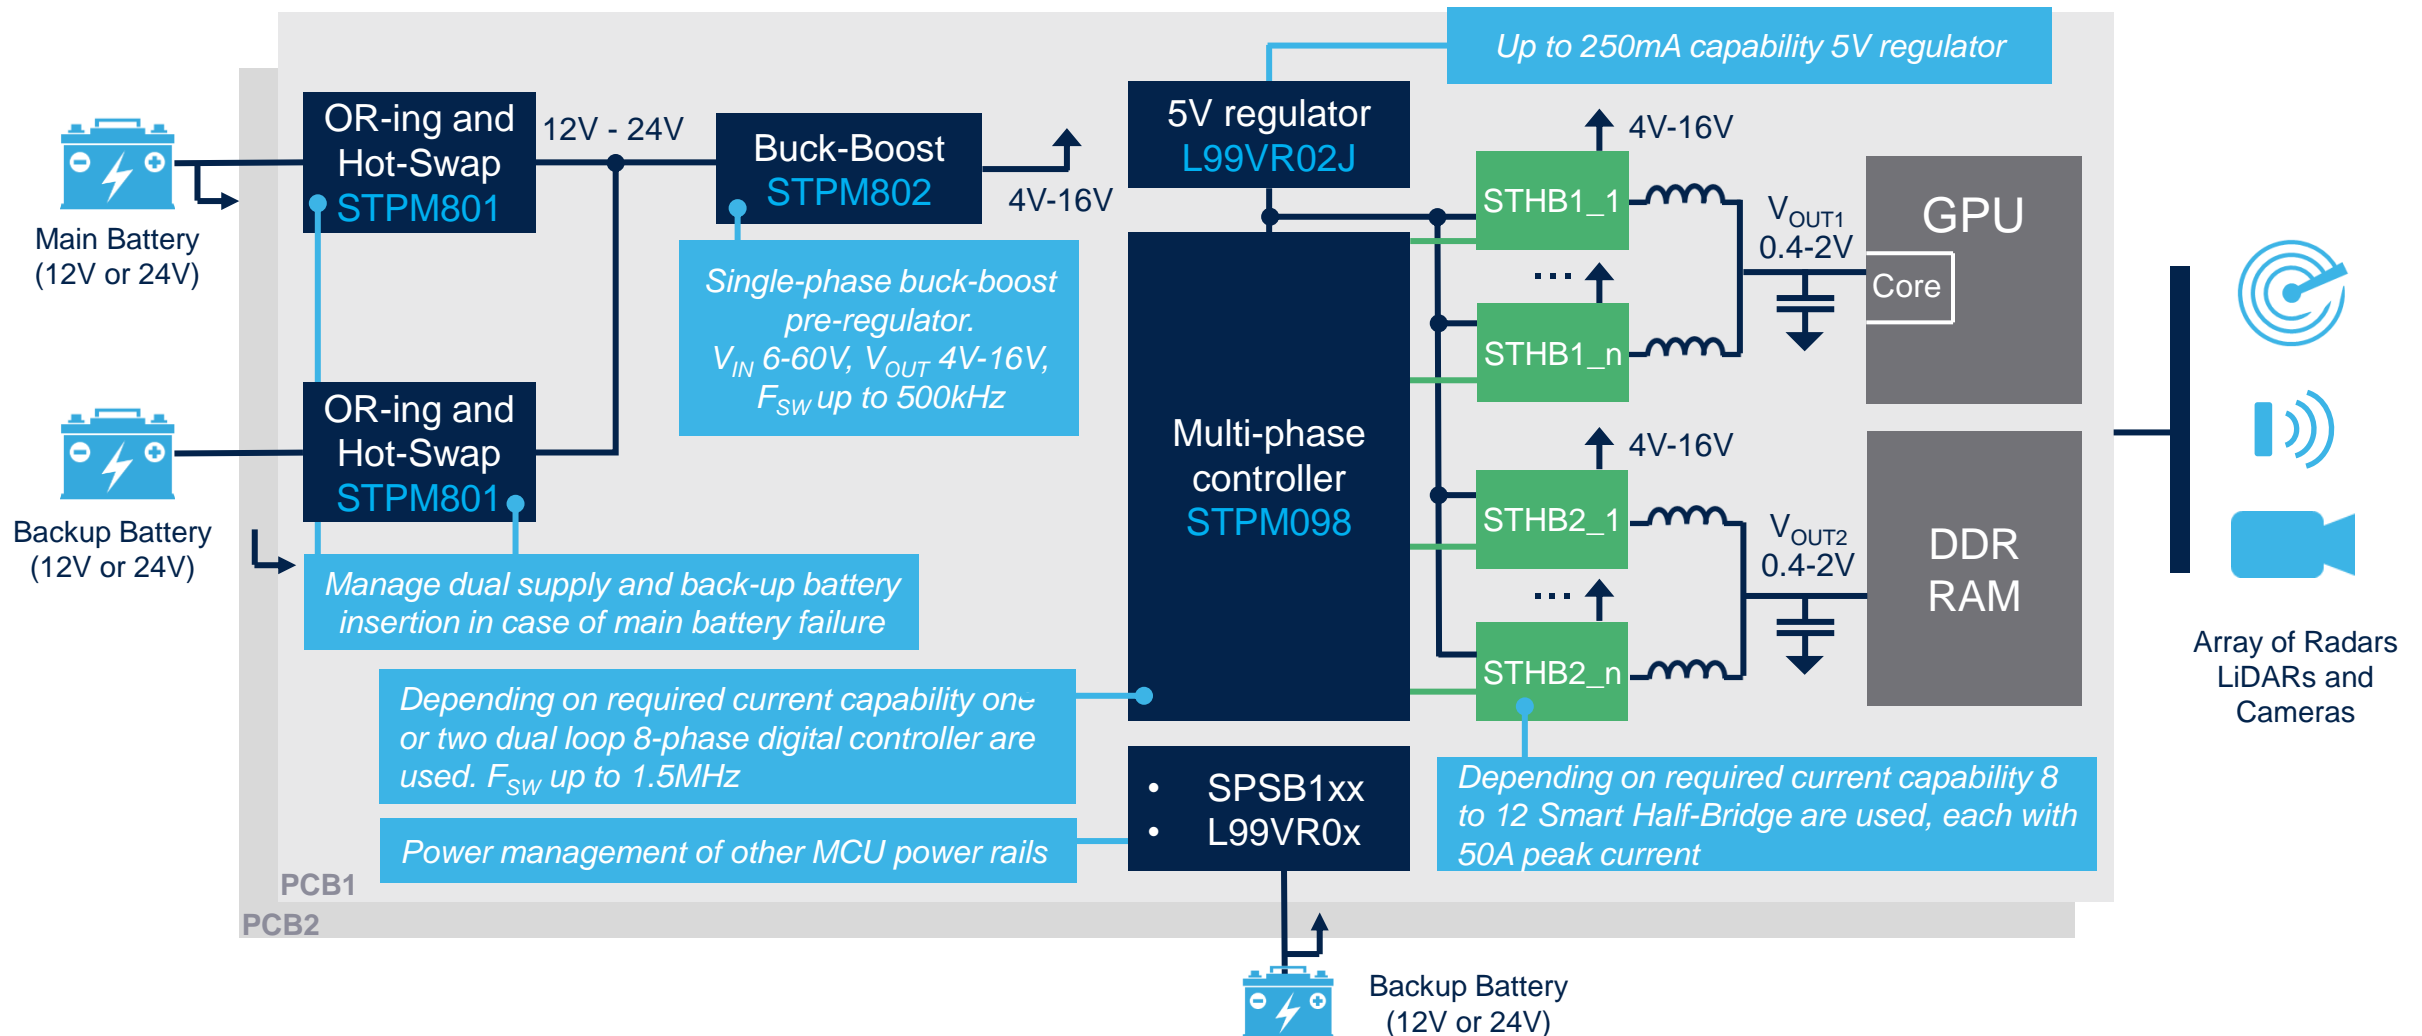 Up to 250mA capability 5V regulator
OR-ing and
Hot-Swap
STPM801
12V - 24V
Buck-Boost
STPM802
4V-16V
5V regulator
L99VR02J
Main Battery
(12V or 24V)
Single-phase buck-boost
pre-regulator.
VIN 6-60V, VOUT 4V-16V,
FSW up to 500kHz
OR-ing and
Hot-Swap
STPM801
Backup Battery
(12V or 24V)
Manage dual supply and back-up battery
insertion in case of main battery failure
Multi-phase
controller
STPM098
Depending on required current capability one
or two dual loop 8-phase digital controller are
used. FSW up to 1.5MHz
• SPSB1xx
• L99VR0x
Power management of other MCU power rails
4V-16V
STHB1_1
...
STHB1_n
VOUT1
0.4-2V
GPU
Core
4V-16V
STHB2_1
...
STHB2_n
VOUT2
0.4-2V
DDR
RAM
Depending on required current capability 8
to 12 Smart Half-Bridge are used, each with
50A peak current
Array of Radars
LiDARs and
Cameras
PCB1
PCB2
Backup Battery
(12V or 24V)